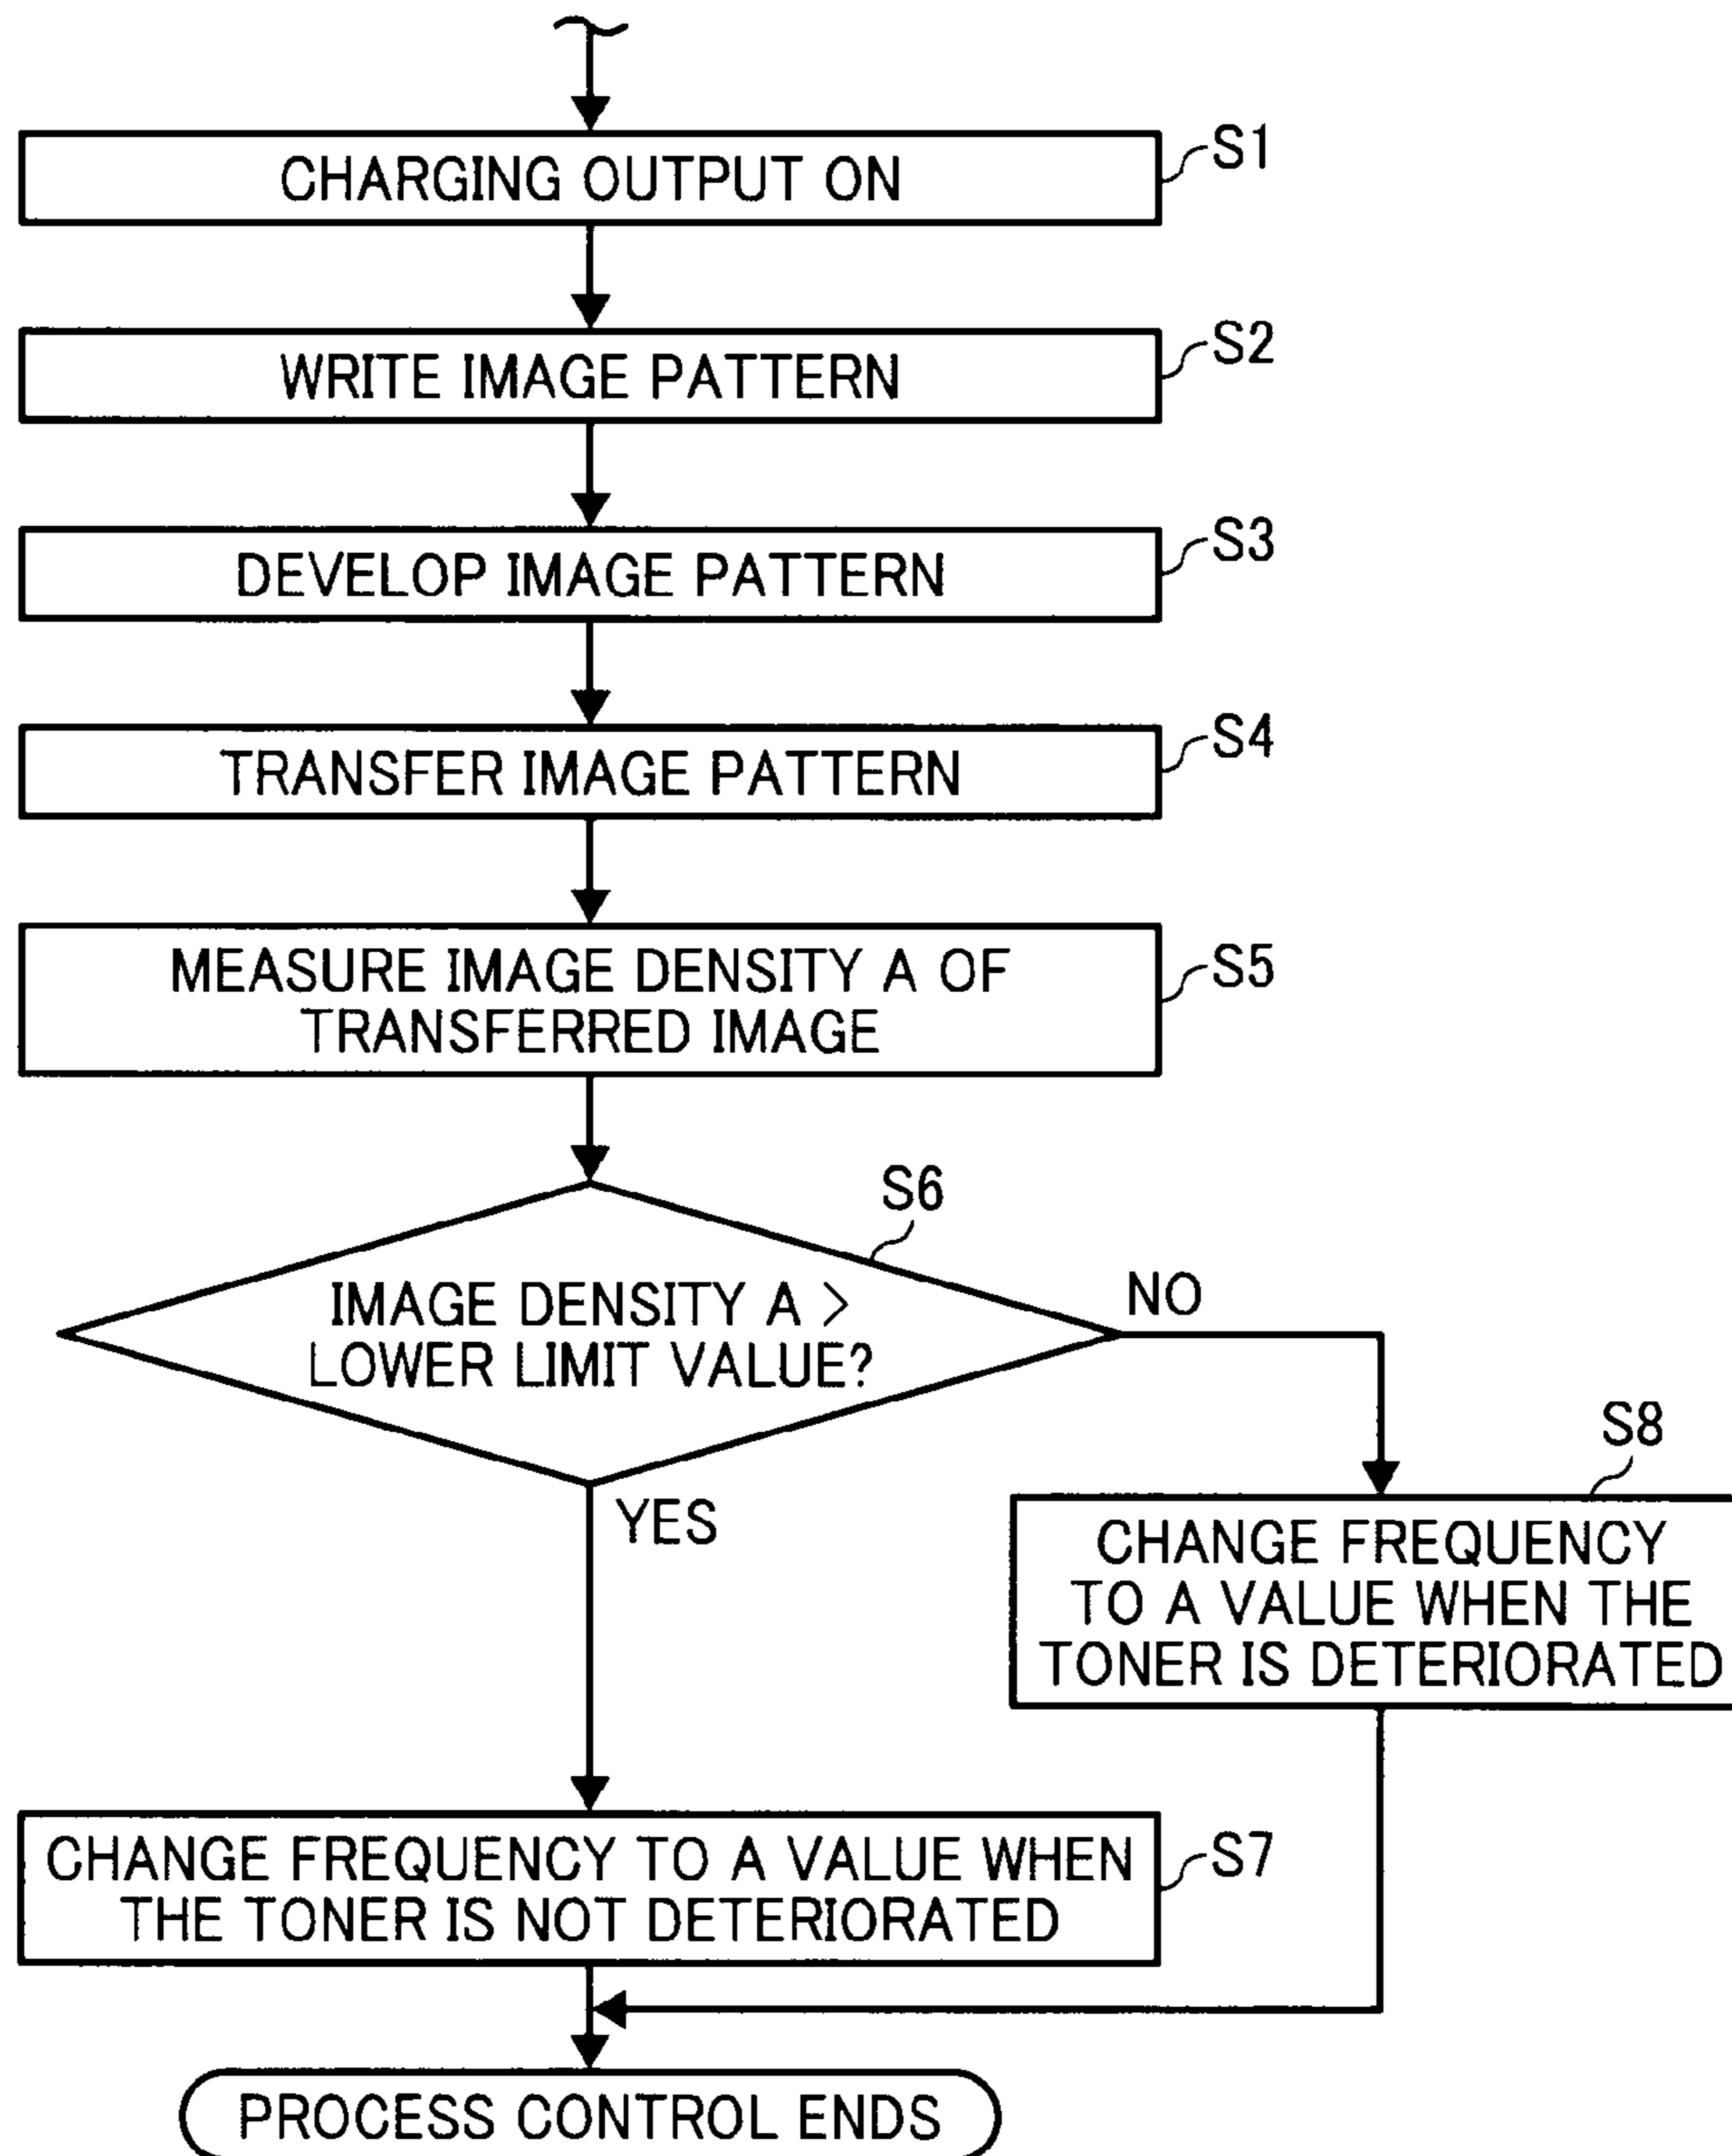 CHARGING OUTPUT ON
S1
WRITE IMAGE PATTERN
S2
DEVELOP IMAGE PATTERN
S3
TRANSFER IMAGE PATTERN
S4
MEASURE IMAGE DENSITY A OF
TRANSFERRED IMAGE
S5
S6
IMAGE DENSITY A >
LOWER LIMIT VALUE?
NO
YES
S8
CHANGE FREQUENCY
TO A VALUE WHEN THE
TONER IS DETERIORATED
CHANGE FREQUENCY TO A VALUE WHEN
THE TONER IS NOT DETERIORATED
S7
PROCESS CONTROL ENDS